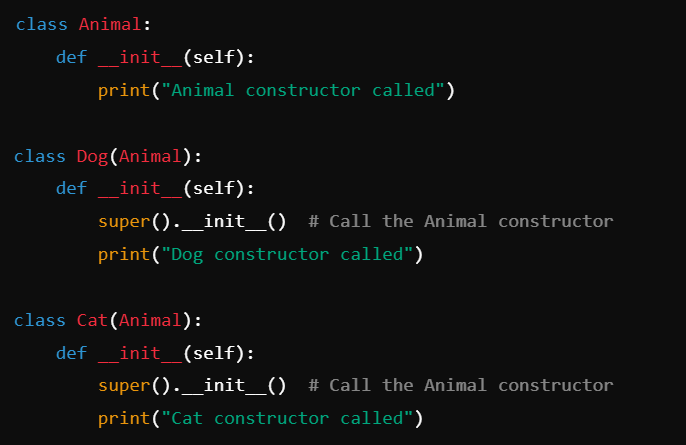 class Animal:
    def __init__(self):
        print("Animal constructor called")

class Dog(Animal):
    def __init__(self):
        super().__init__()  # Call the Animal constructor
        print("Dog constructor called")

class Cat(Animal):
    def __init__(self):
        super().__init__()  # Call the Animal constructor
        print("Cat constructor called")